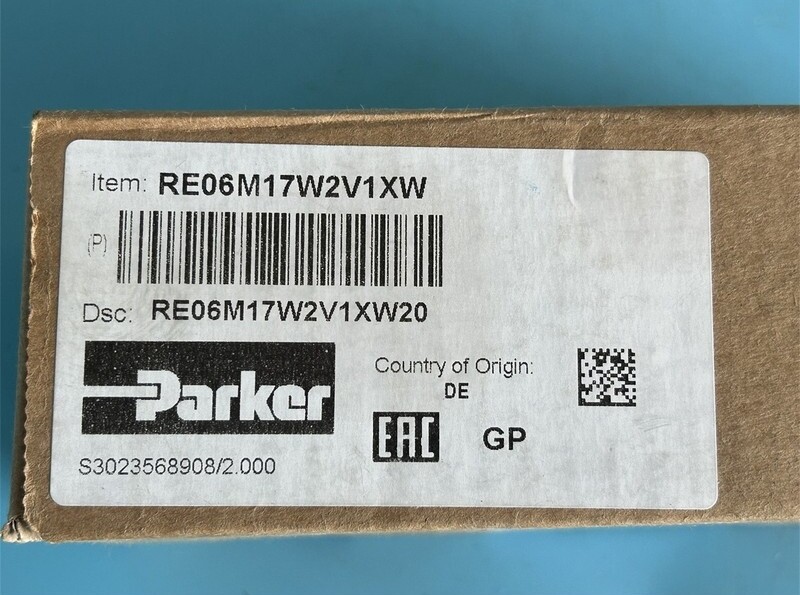 Item: RE06M17W2V1XW
(P)
Dsc: RE06M17W2V1XW20
Parker
Country of Origin:
DE
EAC GP
S3023568908/2.000